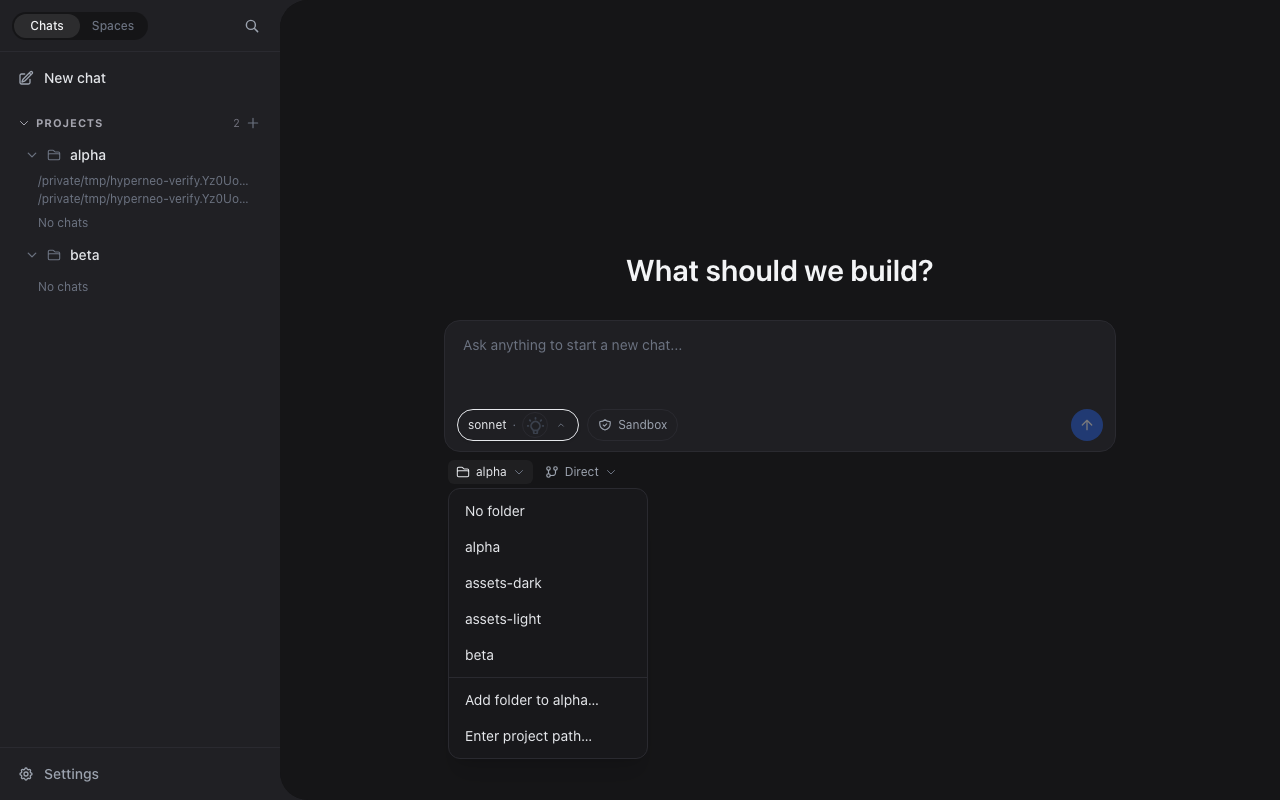 Chats Spaces
New chat
PROJECTS 2
alpha
/private/tmp/hyperneo-verify.Yz0Uo...
/private/tmp/hyperneo-verify.Yz0Uo...
No chats
beta
No chats
Settings
What should we build?
Ask anything to start a new chat...
sonnet · Sandbox
alpha Direct
No folder
alpha
assets-dark
assets-light
beta
Add folder to alpha...
Enter project path...